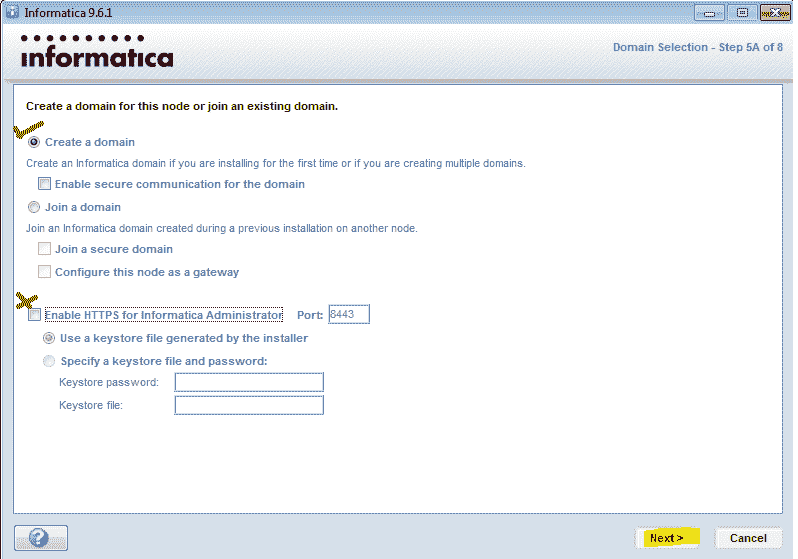 Informatica 9.6.1
informatica
Domain Selection - Step 5A of 8
Create a domain for this node or join an existing domain.
Create a domain
Create an Informatica domain if you are installing for the first time or if you are creating multiple domains.
Enable secure communication for the domain
Join a domain
Join an Informatica domain created during a previous installation on another node.
Join a secure domain
Configure this node as a gateway
Enable HTTPS for Informatica Administrator Port: 8443
Use a keystore file generated by the installer
Specify a keystore file and password:
Keystore password:
Keystore file:
?
Next > Cancel